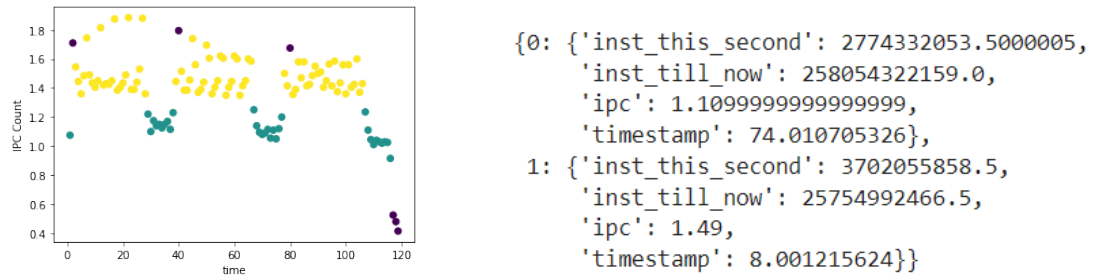 1.8
1.6
1.4
1.2
1.0
0.8
0.6
0.4
IPC Count
0 20 40 60 80 100 120
time
{0: {'inst_this_second': 2774332053.5000005,
'inst_till_now': 258054322159.0,
'ipc': 1.1099999999999999,
'timestamp': 74.010705326},
1: {'inst_this_second': 3702055858.5,
'inst_till_now': 25754992466.5,
'ipc': 1.49,
'timestamp': 8.001215624}}